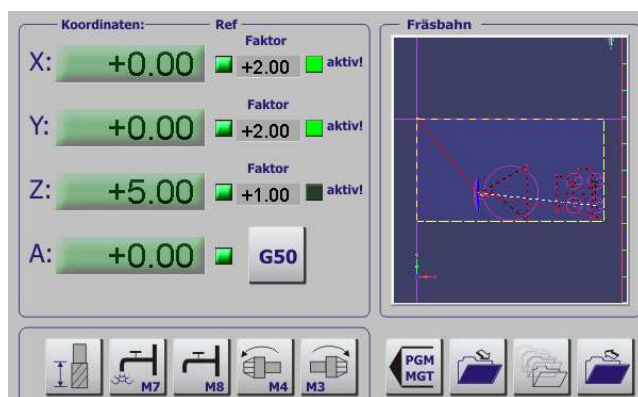 Koordinaten: Ref
Faktor
X: +0.00 +2.00 aktiv!
Faktor
Y: +0.00 +2.00 aktiv!
Faktor
Z: +5.00 +1.00 aktiv!
A: +0.00 G50
Fräsbahn
M7
M8
M4
M3
PGM
MGT